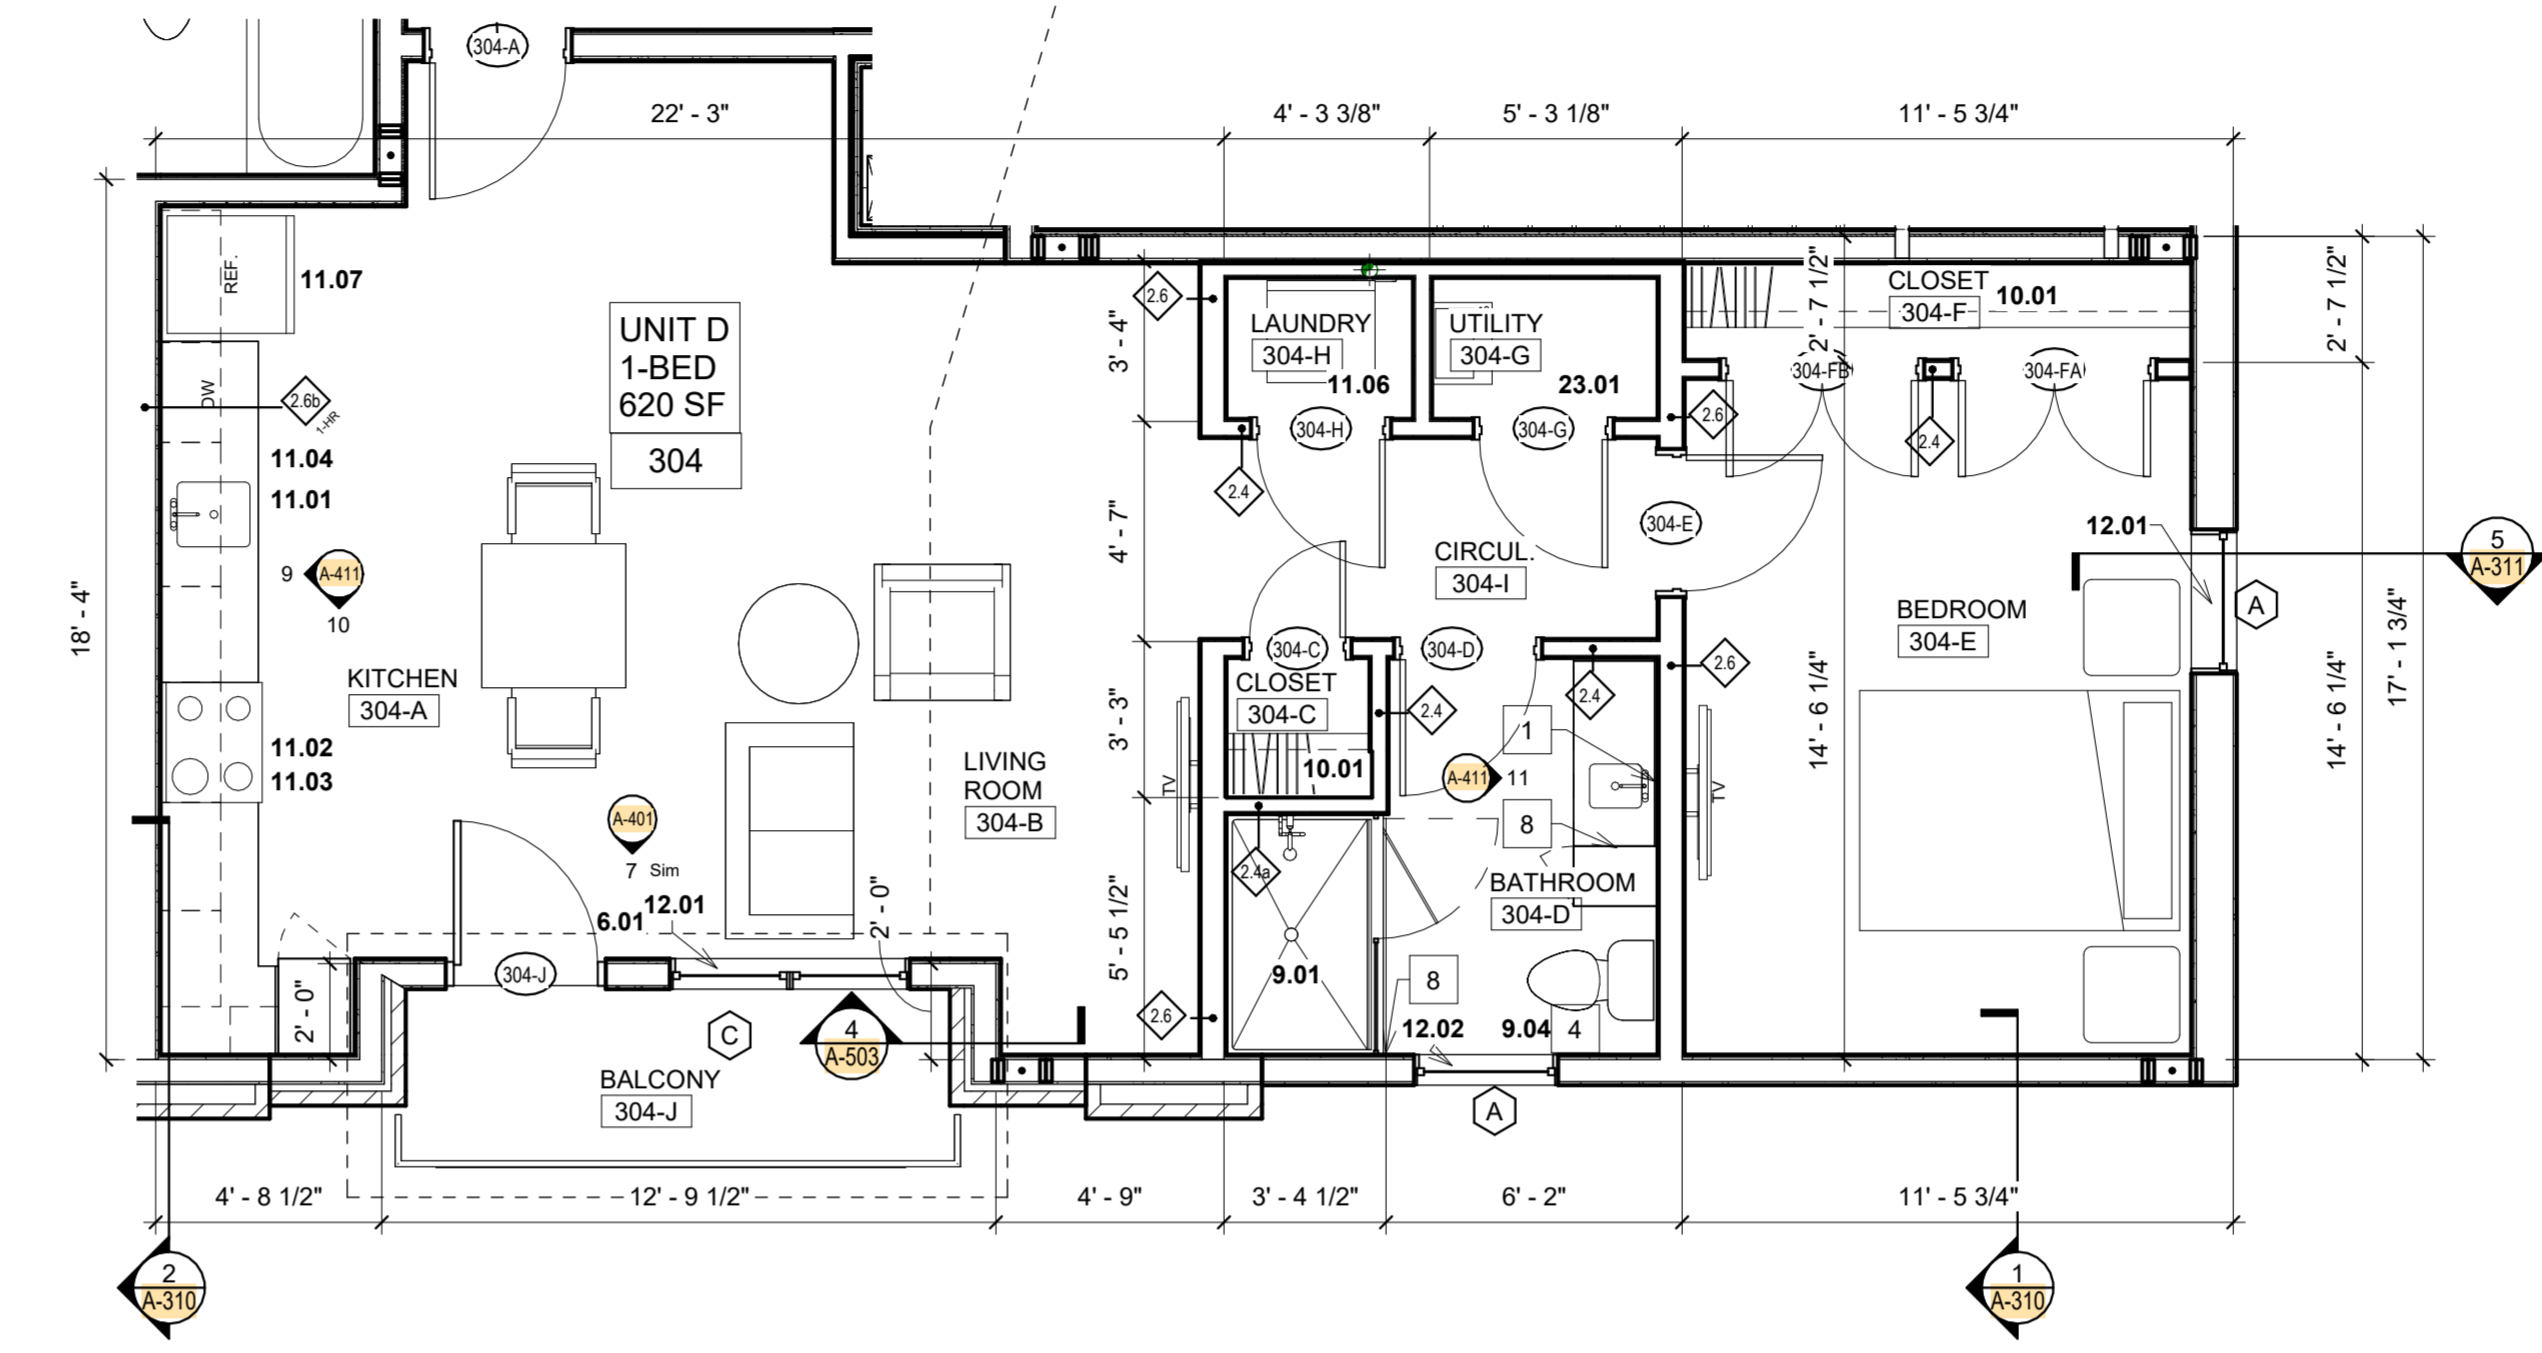 304-A
22' - 3"
4' - 3 3/8"
5' - 3 1/8"
11' - 5 3/4"
REF.
11.07
UNIT D
1-BED
620 SF
304
2.6
3' - 4"
LAUNDRY
304-H
11.06
UTILITY
304-G
23.01
2' - 7 1/2"
CLOSET
10.01
304-F
2' - 7 1/2"
DW
2.6b
1-HR
304-H
304-G
2.6
304-FB
304-FA
2.4
11.04
11.01
2.4
304-E
12.01
5
A-311
9
A-411
10
18' - 4"
4' - 7"
CIRCUL.
304-I
BEDROOM
304-E
A
17' - 1 3/4"
KITCHEN
304-A
304-C
304-D
2.6
CLOSET
304-C
2.4
2.4
14' - 6 1/4"
14' - 6 1/4"
11.02
11.03
LIVING
ROOM
304-B
3' - 3"
TV
10.01
1
A-411
11
TV
A-401
7 Sim
8
2.4a
BATHROOM
304-D
6.01
12.01
2' - 0"
5' - 5 1/2"
304-J
9.01
8
2' - 0"
C
4
A-503
2.6
12.02
9.04
4
BALCONY
304-J
A
4' - 8 1/2"
12' - 9 1/2"
4' - 9"
3' - 4 1/2"
6' - 2"
11' - 5 3/4"
2
A-310
1
A-310